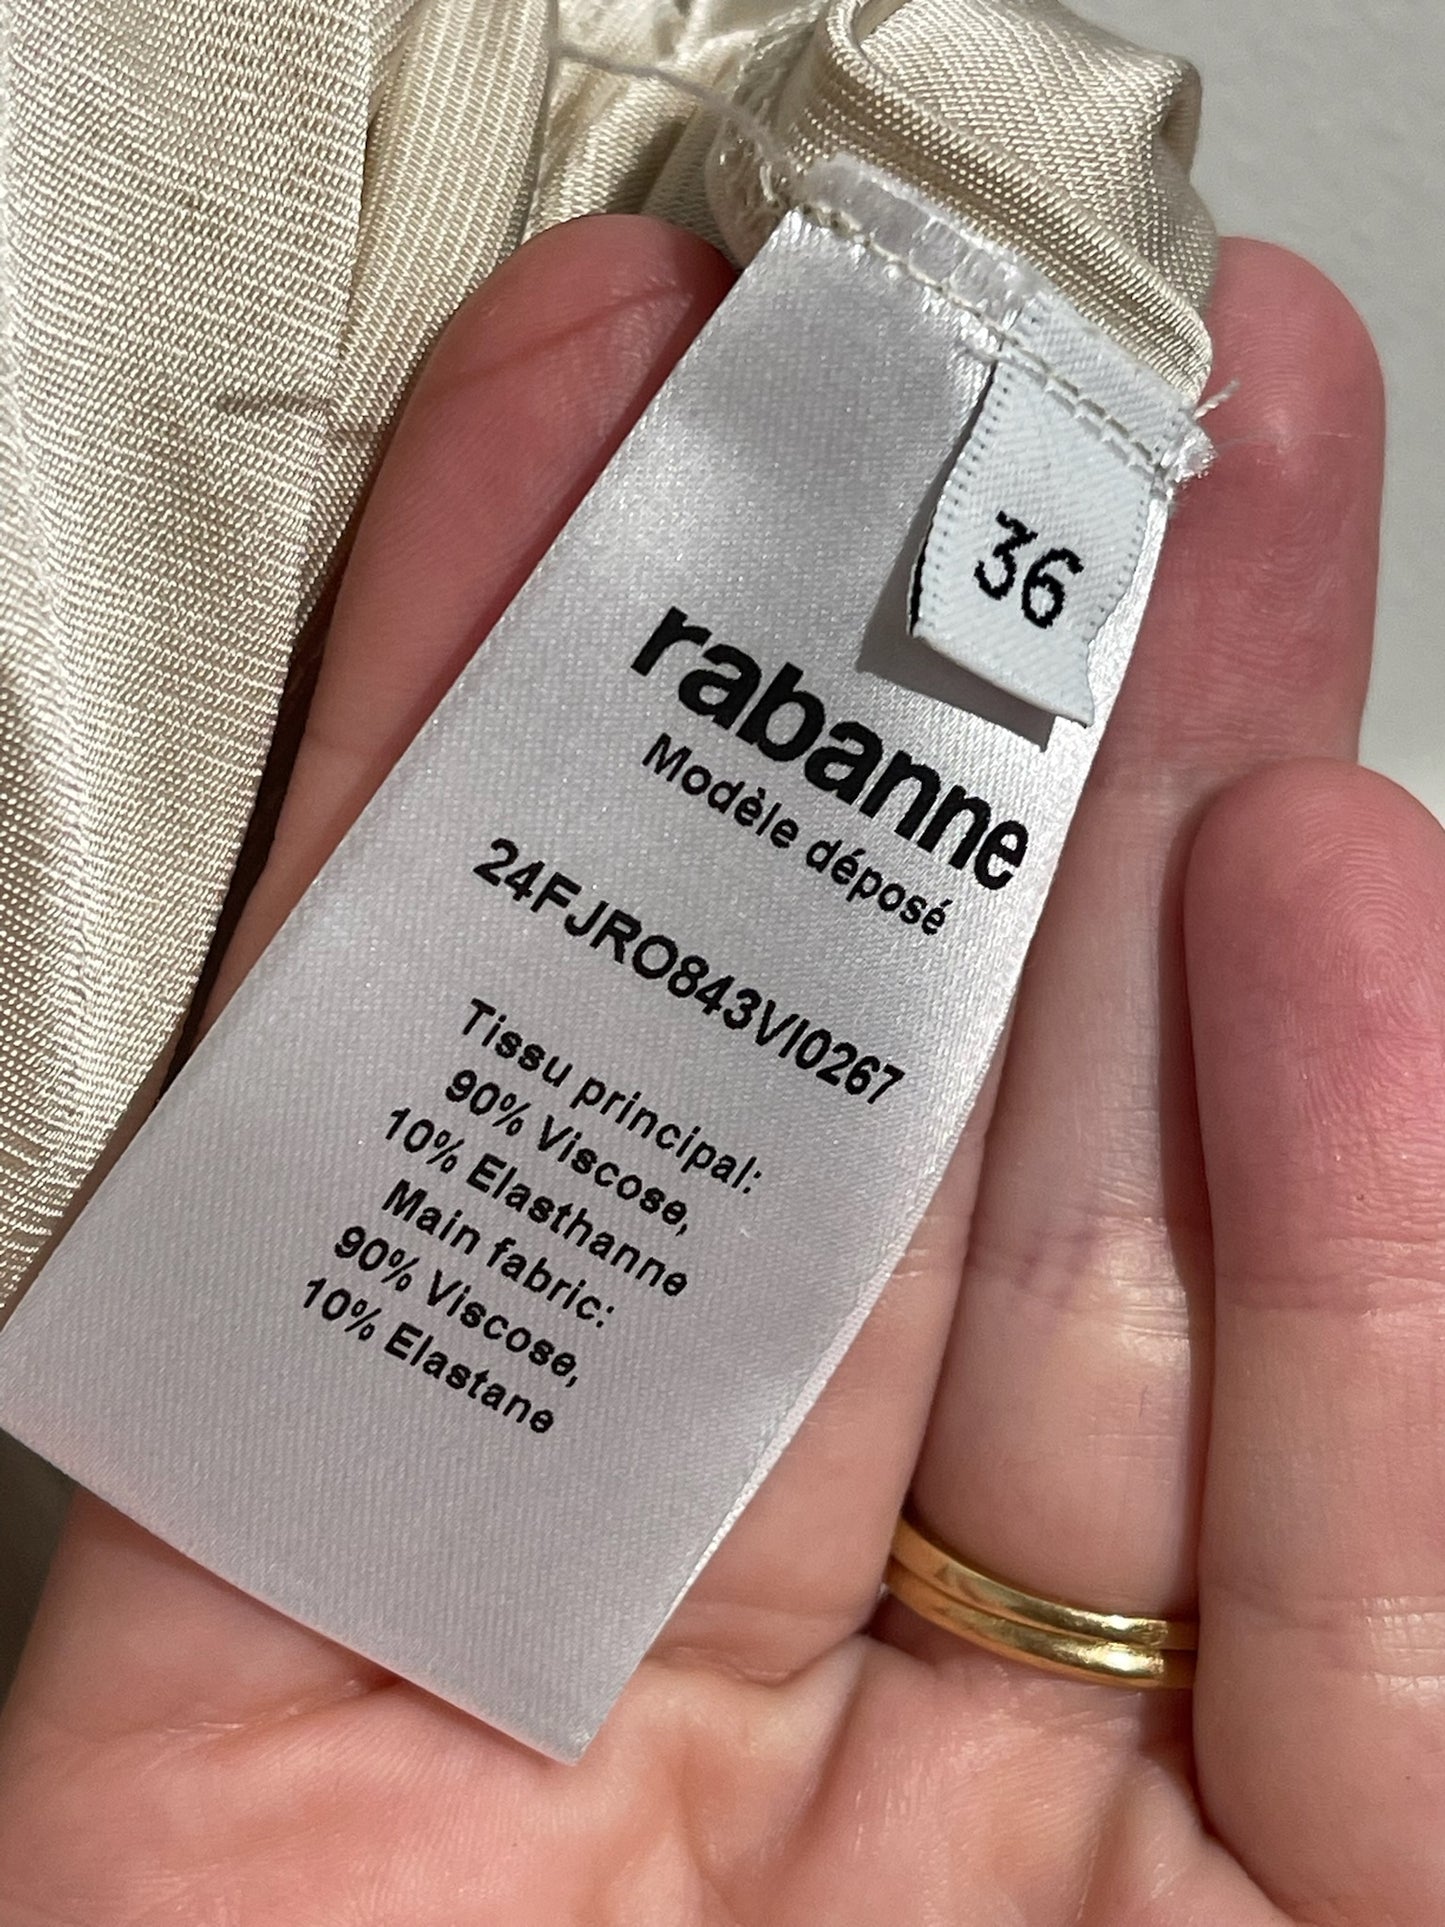 36
rabanne
Modèle déposé
24FJRO843VI0267
Tissu principal:
90% Viscose,
10% Elasthanne
Main fabric:
90% Viscose,
10% Elastane